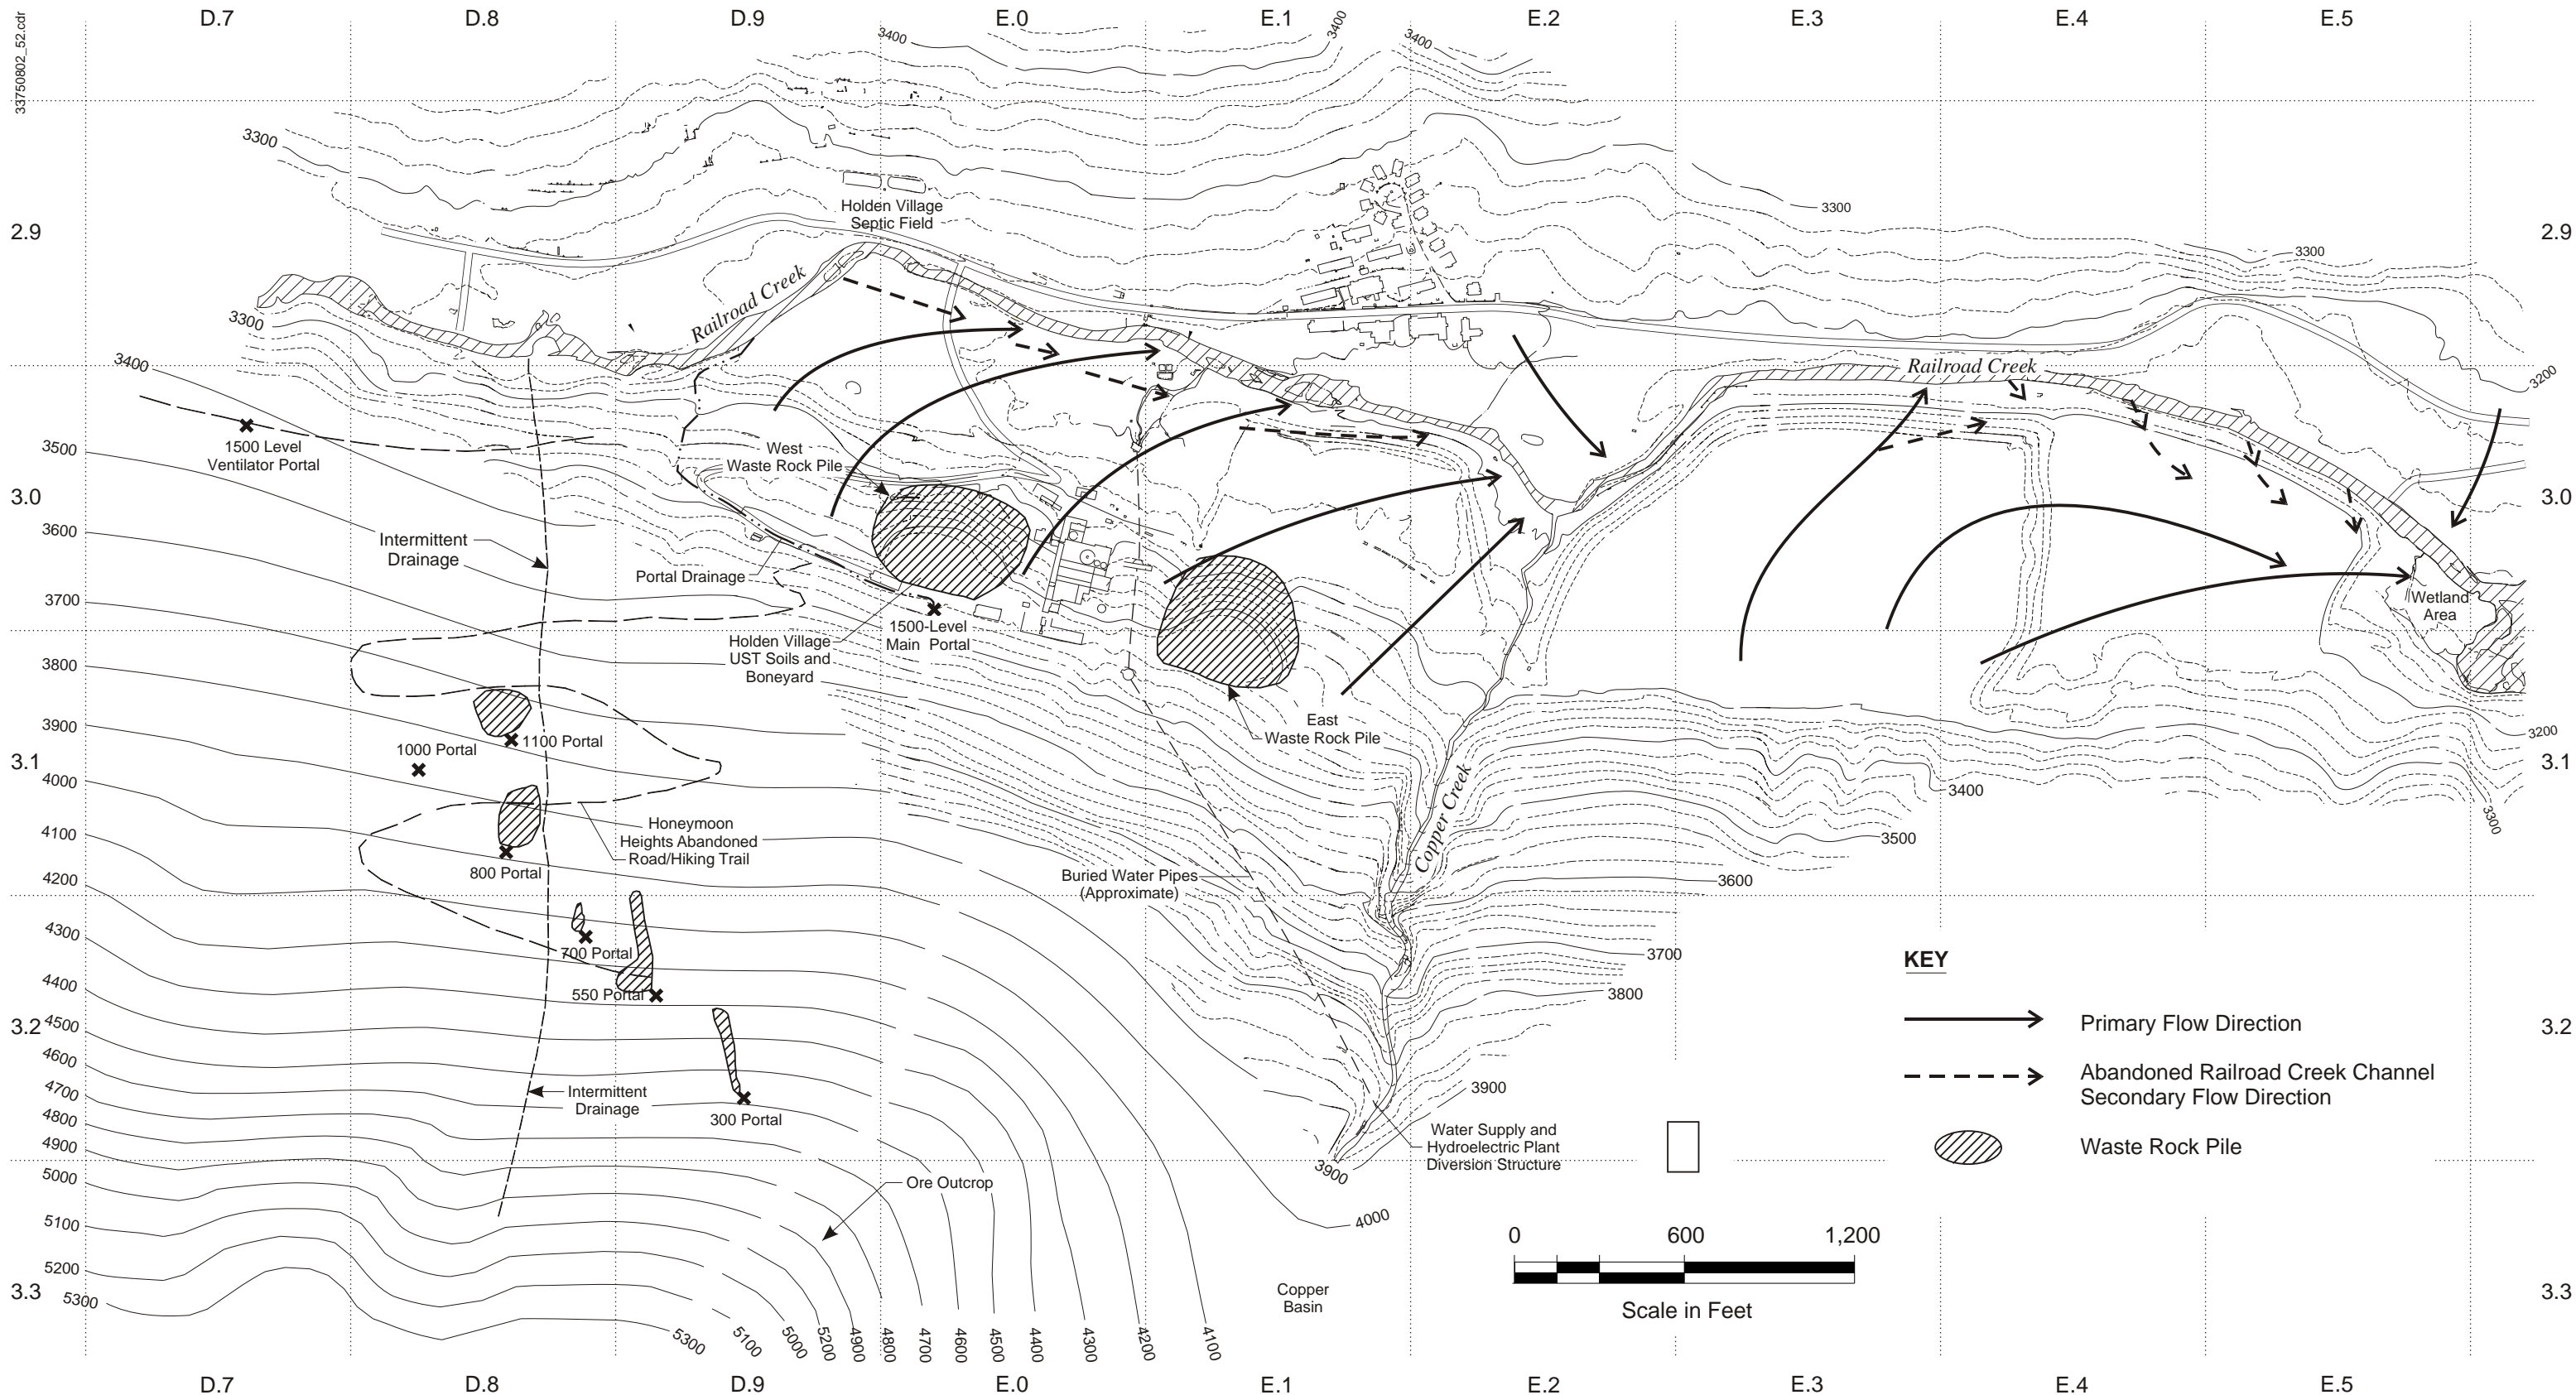 33750802_52.cdr
D.7
D.8
D.9
E.0
E.1
E.2
E.3
E.4
E.5
3400
3400
3400
3300
3300
3300
2.9
2.9
Holden Village
Septic Field
Railroad Creek
3300
3400
Railroad Creek
3200
3500
1500 Level
Ventilator Portal
West
Waste Rock Pile
3.0
3.0
3600
Intermittent
Drainage
Portal Drainage
3700
1500-Level
Main Portal
Holden Village
UST Soils and
Boneyard
Wetland
Area
3800
3900
East
Waste Rock Pile
3200
1100 Portal
1000 Portal
3.1
3.1
4000
3400
3300
Copper Creek
4100
Honeymoon
Heights Abandoned
Road/Hiking Trail
3500
800 Portal
4200
Buried Water Pipes
(Approximate)
3600
4300
700 Portal
3700
KEY
4400
550 Portal
3800
3.2
3.2
4500
Primary Flow Direction
4600
4700
Intermittent
Drainage
300 Portal
3900
Abandoned Railroad Creek Channel
Secondary Flow Direction
4800
4900
Water Supply and
Hydroelectric Plant
Diversion Structure
Waste Rock Pile
3900
5000
Ore Outcrop
5100
4000
0
600
1,200
5200
3.3
3.3
5300
Copper
Basin
Scale in Feet
5300
5100
5000
5200
4900
4800
4700
4600
4500
4400
4300
4200
4100
D.7
D.8
D.9
E.0
E.1
E.2
E.3
E.4
E.5